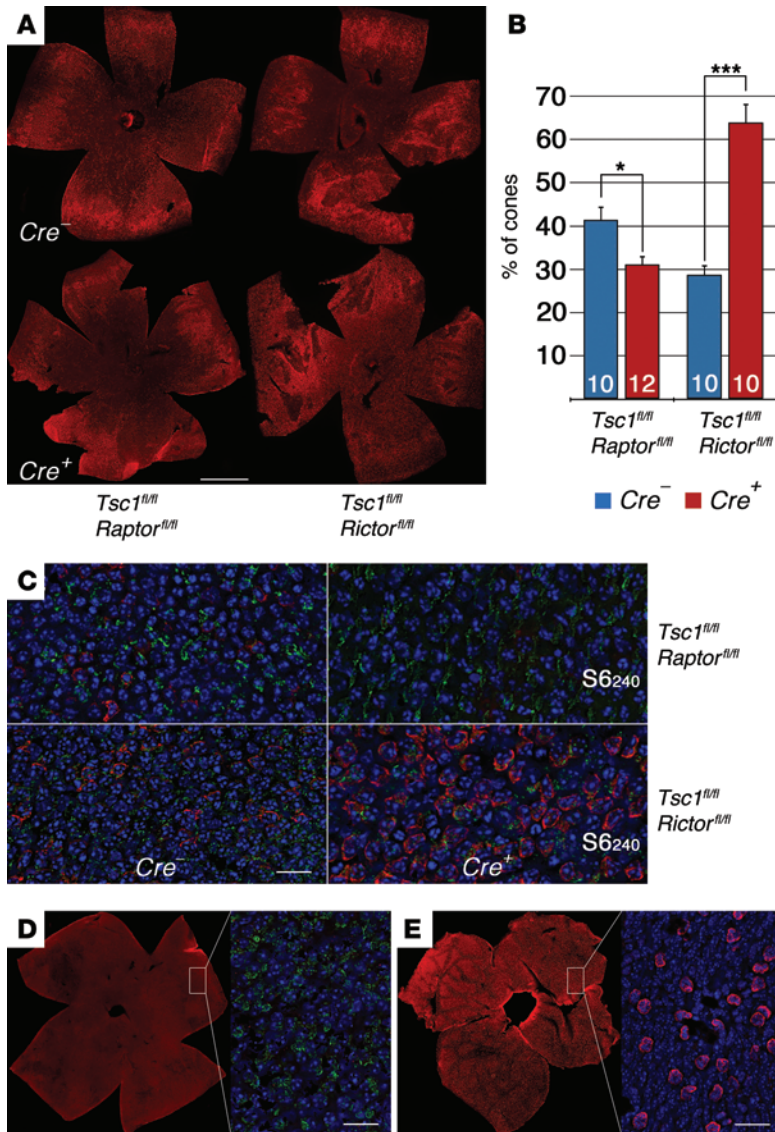 A
Cre⁻
Cre⁺
Tsc1fl/fl
Raptorfl/fl
Tsc1fl/fl
Rictorfl/fl
B
***
*
% of cones
70
60
50
40
30
20
10
10
12
10
10
Tsc1fl/fl
Raptorfl/fl
Tsc1fl/fl
Rictorfl/fl
Cre⁻ Cre⁺
C
S6240
Tsc1fl/fl
Raptorfl/fl
Cre⁻
Cre⁺
S6240
Tsc1fl/fl
Rictorfl/fl
D
E